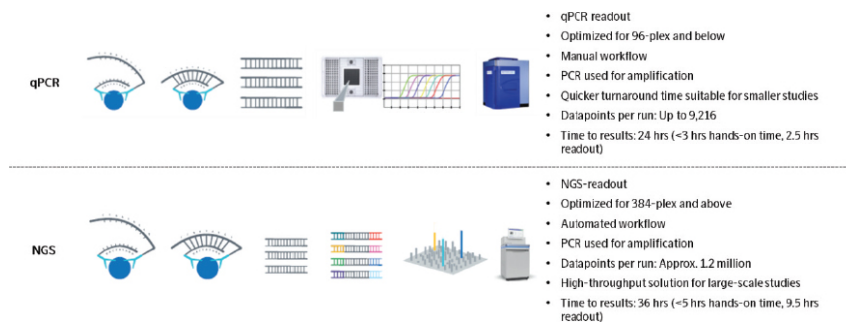 qPCR
• qPCR readout
• Optimized for 96-plex and below
• Manual workflow
• PCR used for amplification
• Quicker turnaround time suitable for smaller studies
• Datapoints per run: Up to 9,216
• Time to results: 24 hrs (<3 hrs hands-on time, 2.5 hrs
readout)
NGS
• NGS-readout
• Optimized for 384-plex and above
• Automated workflow
• PCR used for amplification
• Datapoints per run: Approx. 1.2 million
• High-throughput solution for large-scale studies
• Time to results: 36 hrs (<5 hrs hands-on time, 9.5 hrs
readout)